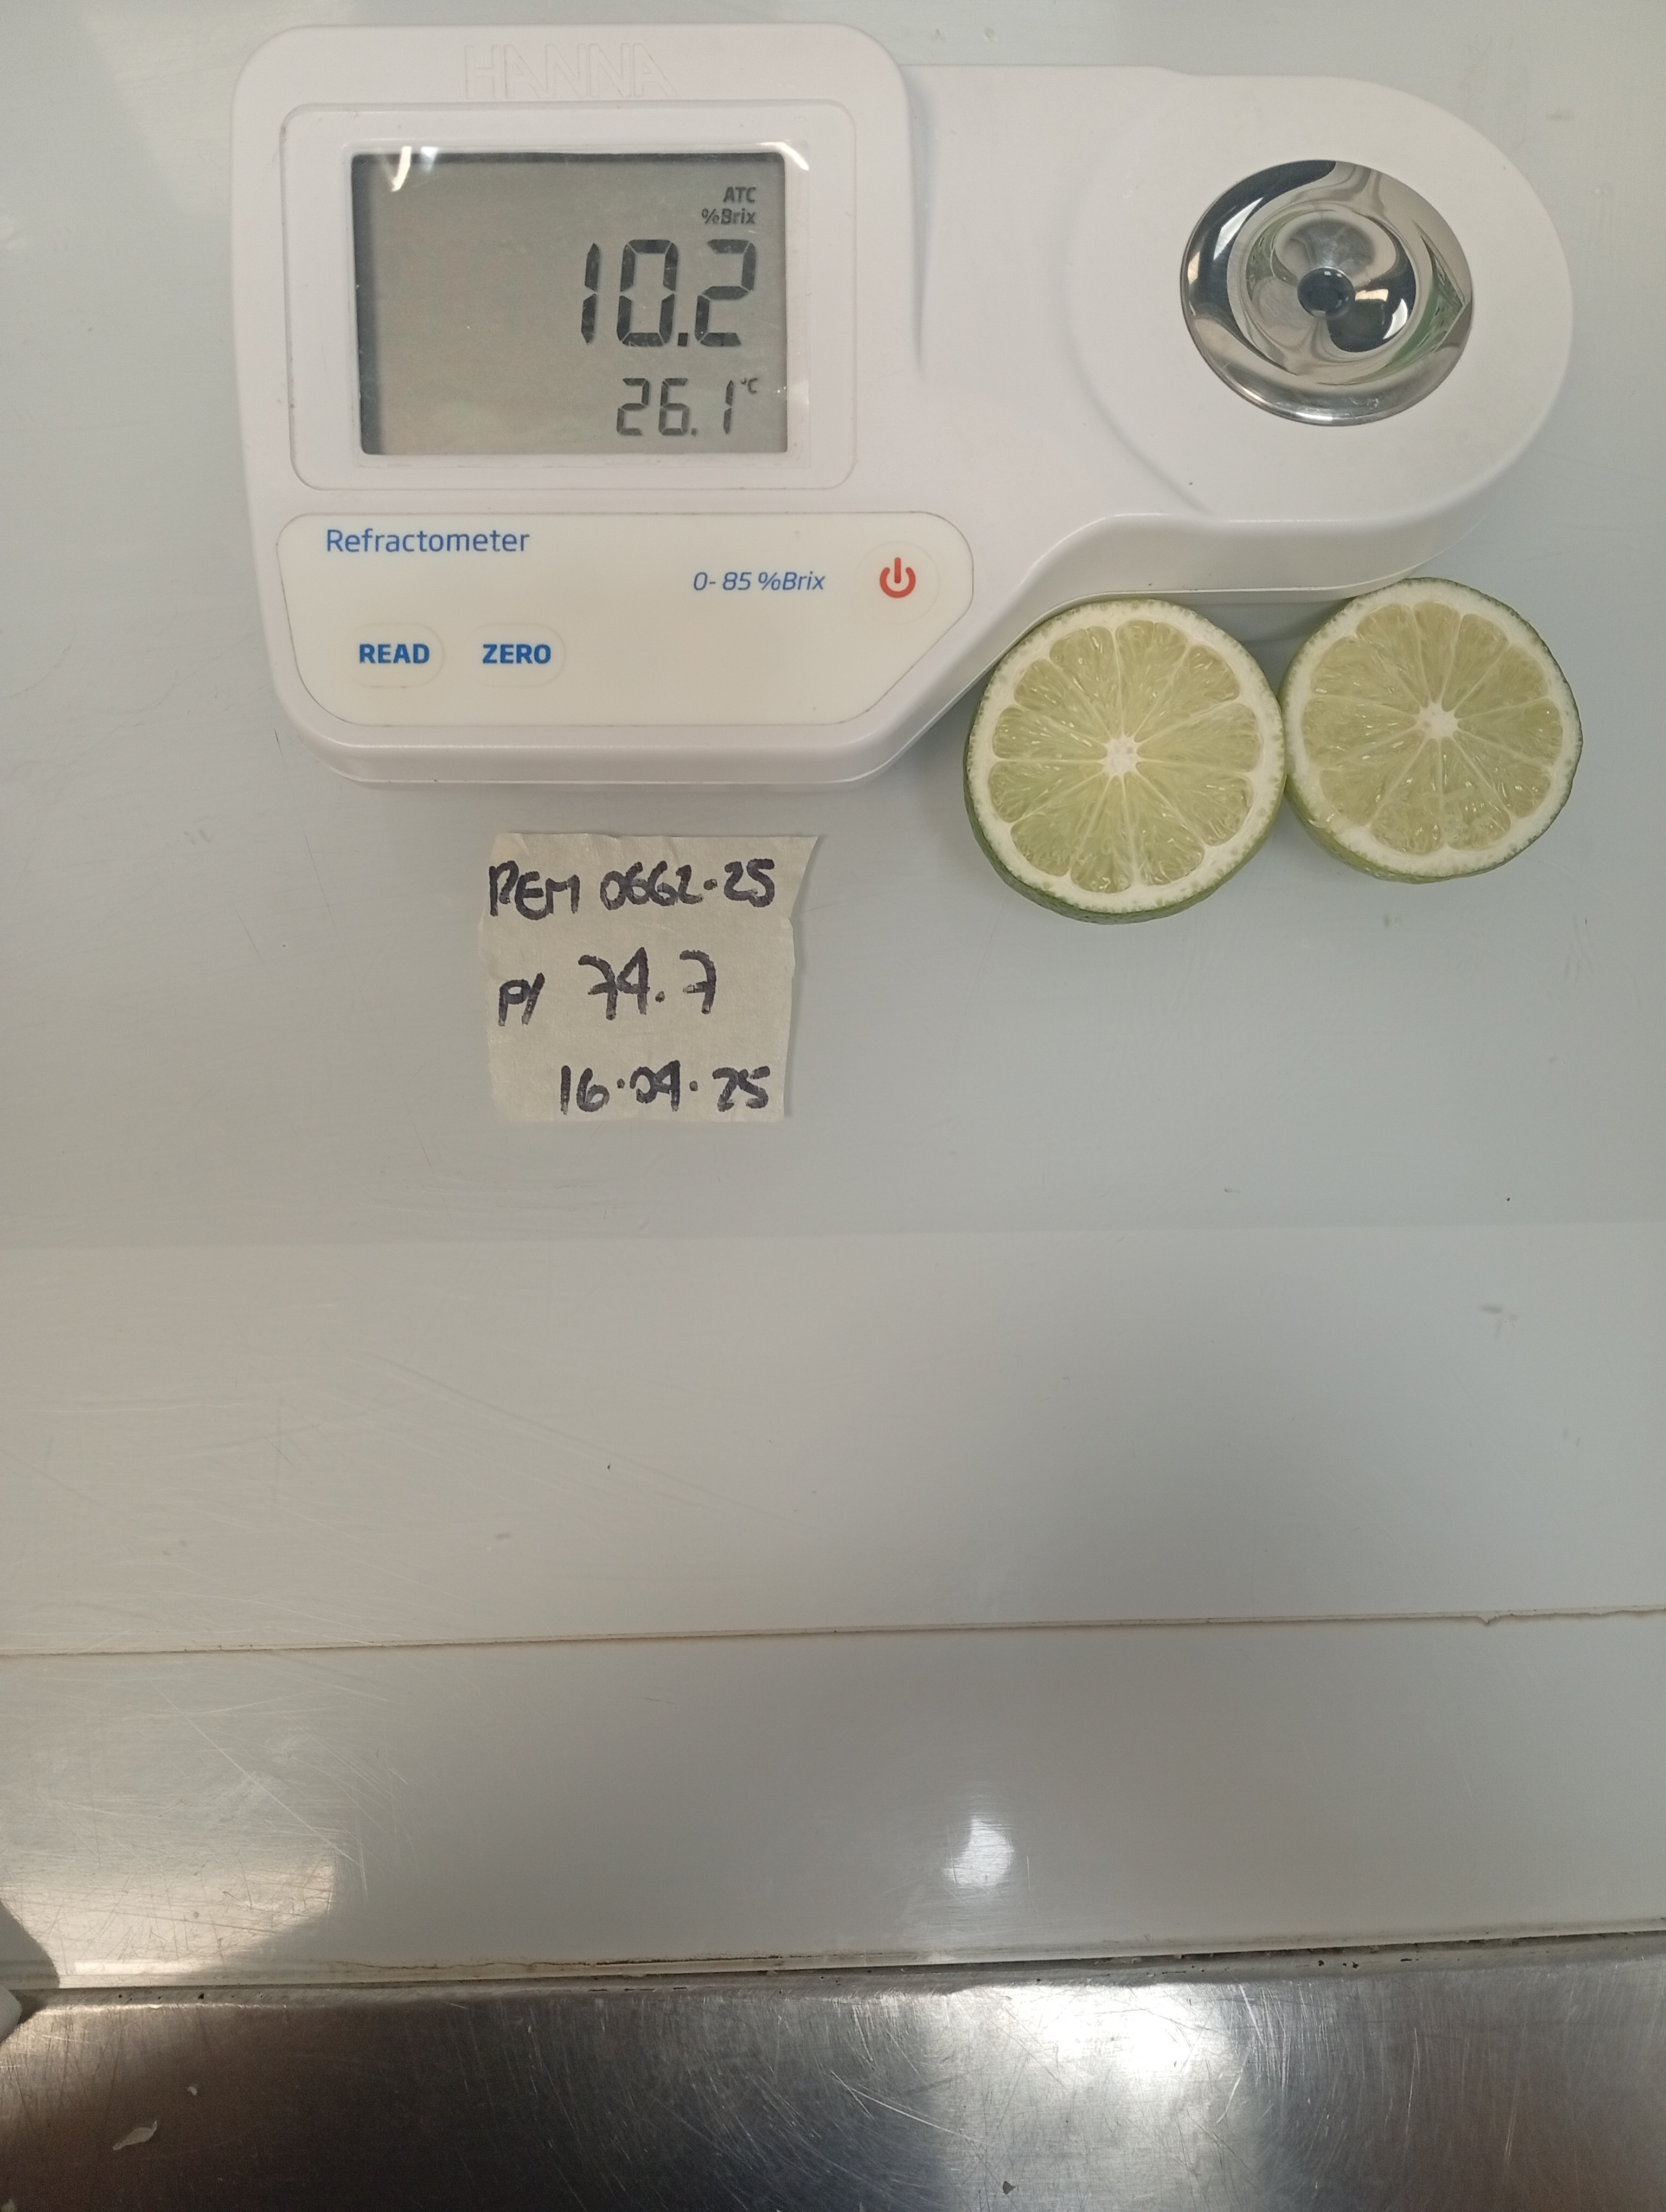 HANNA
ATC
%Brix
10.2
26.1°C
Refractometer
0-85 %Brix
READ ZERO
REM 0662.25
P/ 74.7
16.04.25